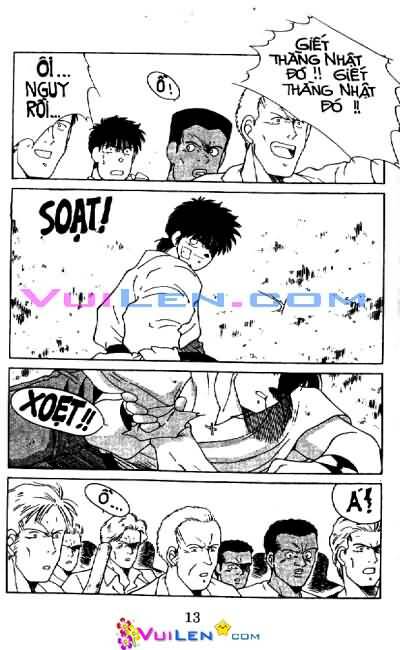 GIẾT
THẰNG NHẬT
ĐÓ !! GIẾT
THẰNG NHẬT
ĐÓ !!
ÔI...
NGUY
RỒI...
Ồ!
SOẠT!
VUILEN.COM
XOẸT!!
Ồ...
Á!
13
VUILEN.COM